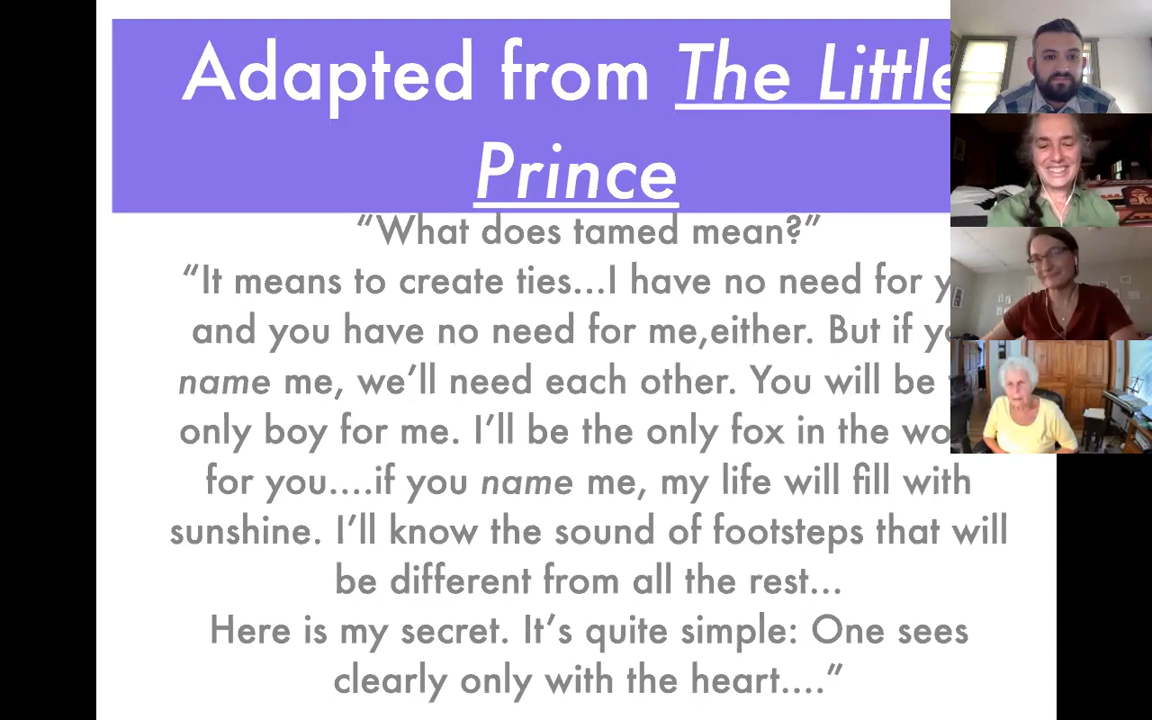 Adapted from The Little
Prince
“What does tamed mean?”
“It means to create ties...I have no need for
and you have no need for me,either. But if
name me, we’ll need each other. You will be
only boy for me. I’ll be the only fox in the
for you....if you name me, my life will fill with
sunshine. I’ll know the sound of footsteps that will
be different from all the rest...
Here is my secret. It’s quite simple: One sees
clearly only with the heart....”